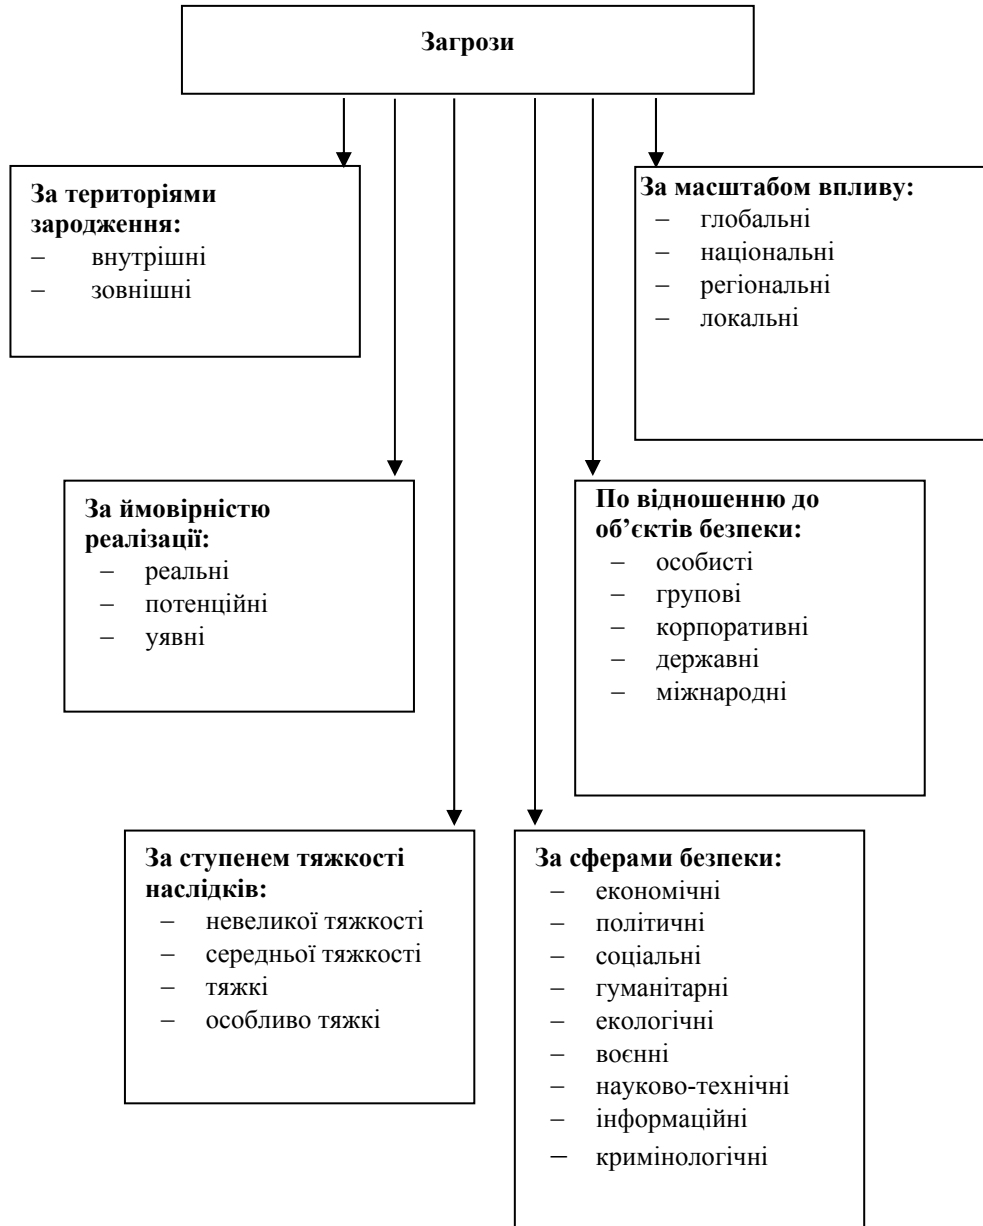 Загрози
За територіями
зародження:
– внутрішні
– зовнішні
За масштабом впливу:
– глобальні
– національні
– регіональні
– локальні
За ймовірністю
реалізації:
– реальні
– потенційні
– уявні
По відношенню до
об’єктів безпеки:
– особисті
– групові
– корпоративні
– державні
– міжнародні
За ступенем тяжкості
наслідків:
– невеликої тяжкості
– середньої тяжкості
– тяжкі
– особливо тяжкі
За сферами безпеки:
– економічні
– політичні
– соціальні
– гуманітарні
– екологічні
– воєнні
– науково-технічні
– інформаційні
– кримінологічні